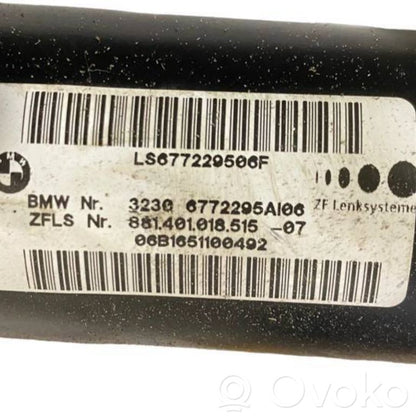 LS677229506F
BMW Nr. 3230 6772295AI06
ZF Lenksysteme
ZFLS Nr. 881.401.018.515 -07
06B1651100492
© Ovoko